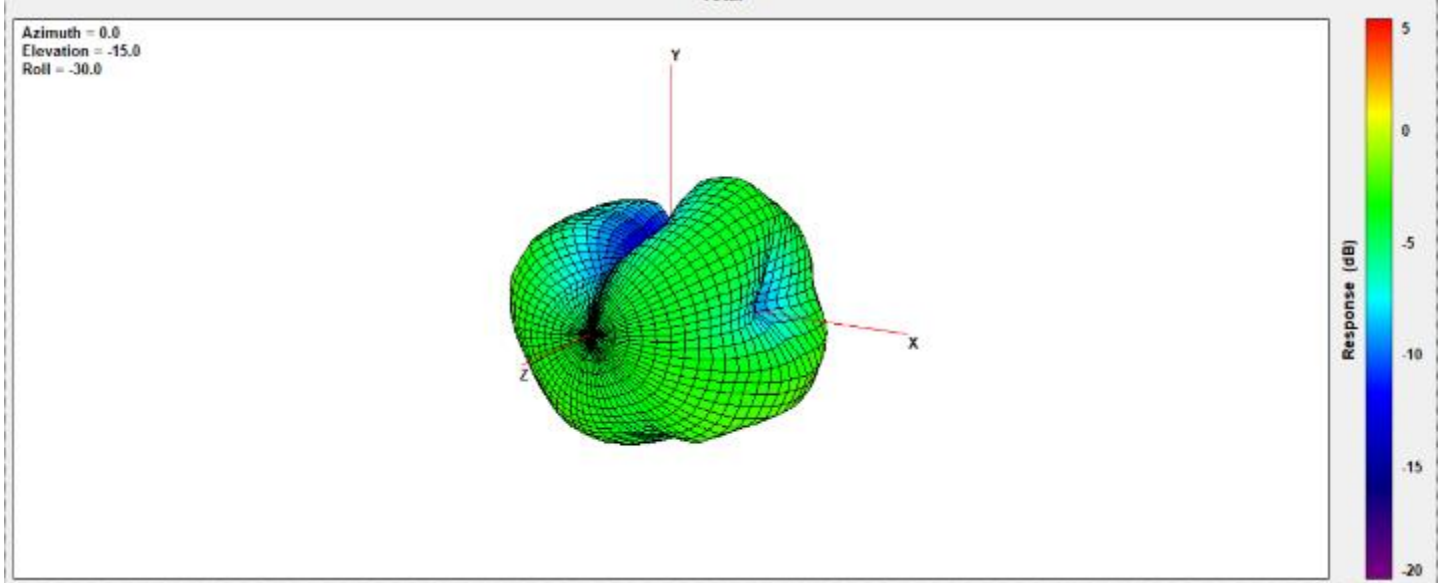 Azimuth = 0.0
Elevation = -15.0
Roll = -30.0
Y
X
Z
5
0
-5
-10
-15
-20
Response (dB)